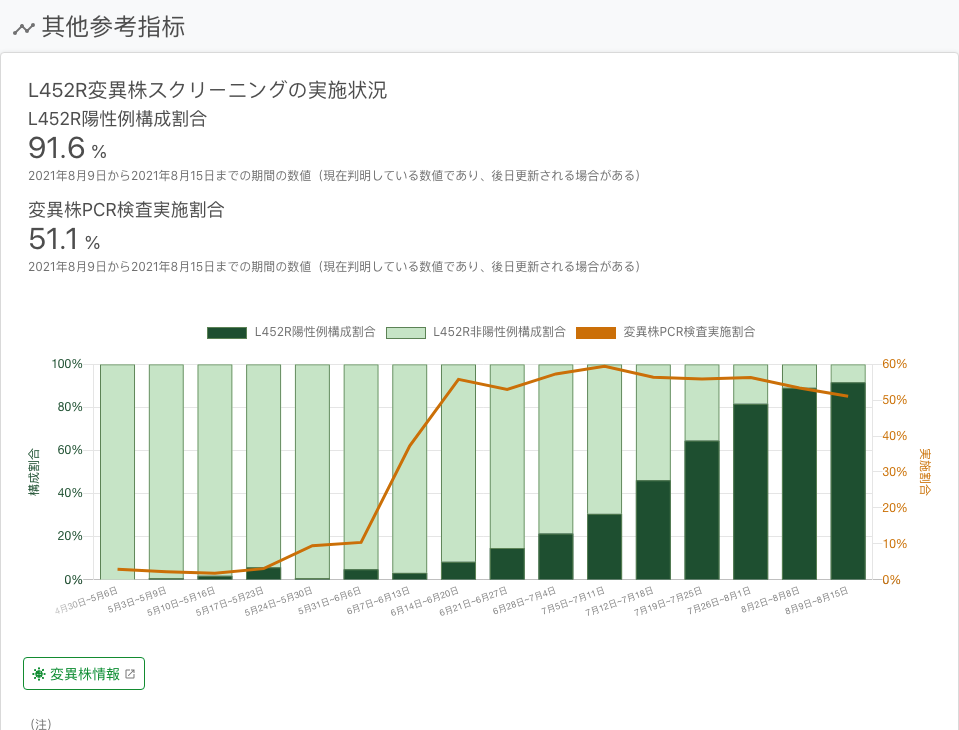 其他参考指标
L452R変異株スクリーニングの実施状況
L452R陽性例構成割合
91.6 %
2021年8月9日から2021年8月15日までの期間の数値（現在判明している数値であり、後日更新される場合がある）
変異株PCR検査実施割合
51.1 %
2021年8月9日から2021年8月15日までの期間の数値（現在判明している数値であり、後日更新される場合がある）
L452R陽性例構成割合 L452R非陽性例構成割合 変異株PCR検査実施割合
100%
80%
60%
40%
20%
0%
構成割合
60%
50%
40%
30%
20%
10%
0%
実施割合
4月30日~5月6日
5月3日~5月9日
5月10日~5月16日
5月17日~5月23日
5月24日~5月30日
5月31日~6月6日
6月7日~6月13日
6月14日~6月20日
6月21日~6月27日
6月28日~7月4日
7月5日~7月11日
7月12日~7月18日
7月19日~7月25日
7月26日~8月1日
8月2日~8月8日
8月9日~8月15日
変異株情報
（注）